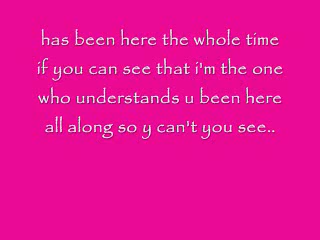 has been here the whole time
if you can see that i'm the one
who understands u been here
all along so y can't you see..